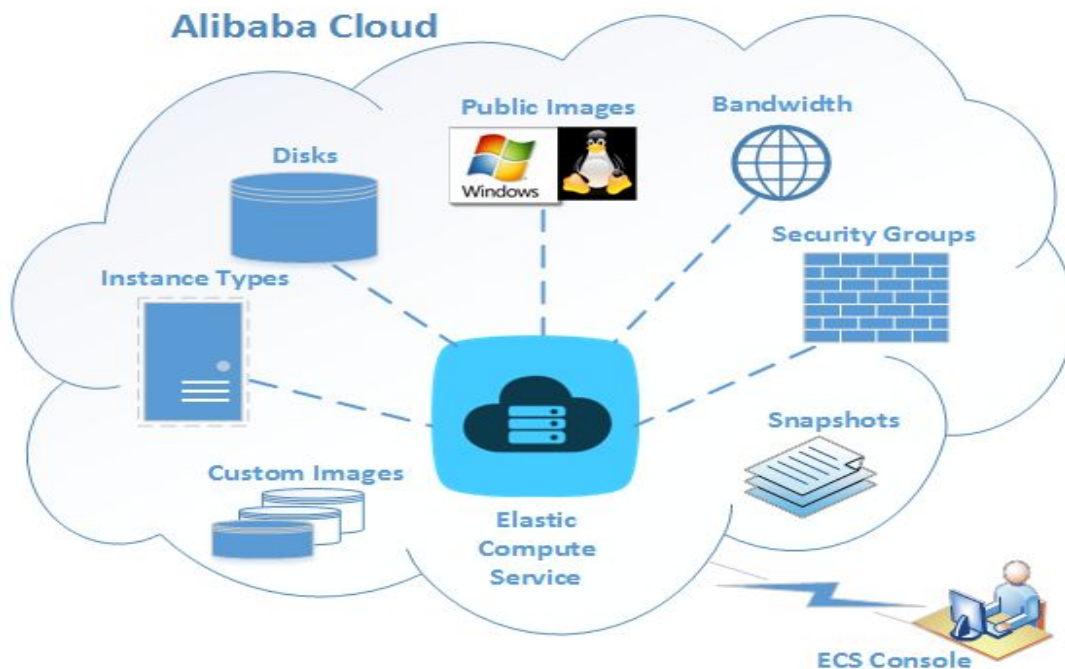 Alibaba Cloud
Public Images
Bandwidth
Disks
Windows
Security Groups
Instance Types
Snapshots
Custom Images
Elastic
Compute
Service
ECS Console